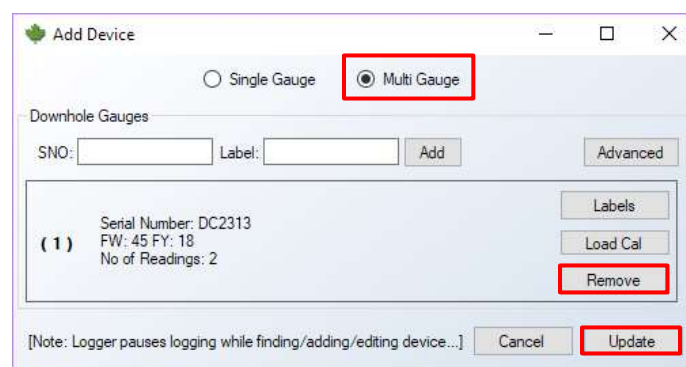 Add Device
Single Gauge Multi Gauge
Downhole Gauges
SNO: Label: Add Advanced
Labels
Serial Number: DC2313
( 1 ) FW: 45 FY: 18 Load Cal
No of Readings: 2
Remove
[Note: Logger pauses logging while finding/adding/editing device...] Cancel Update